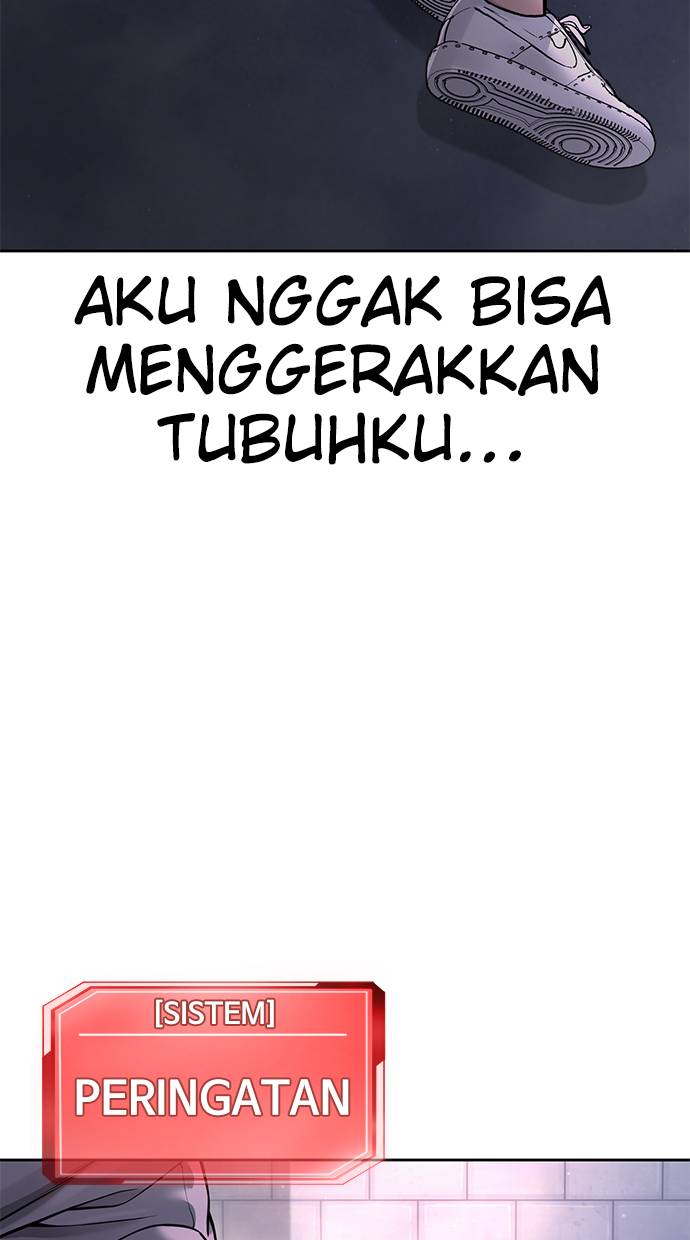 AKU NGGAK BISA
MENGGERAKKAN
TUBUHKU...
[SISTEM]
PERINGATAN